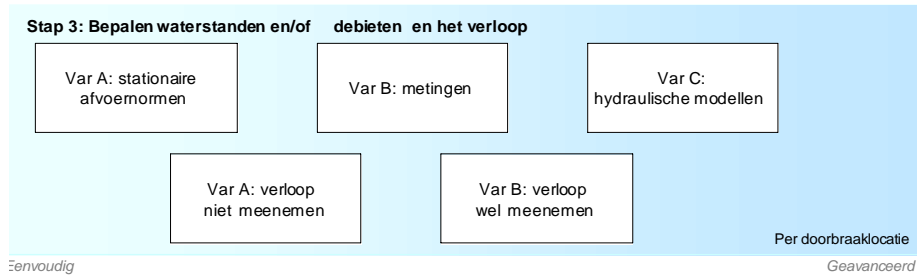 Stap 3: Bepalen waterstanden en/of debieten en het verloop
Var A: stationaire
afvoernormen
Var B: metingen
Var C:
hydraulische modellen
Var A: verloop
niet meenemen
Var B: verloop
wel meenemen
Per doorbraaklocatie
Eenvoudig
Geavanceerd